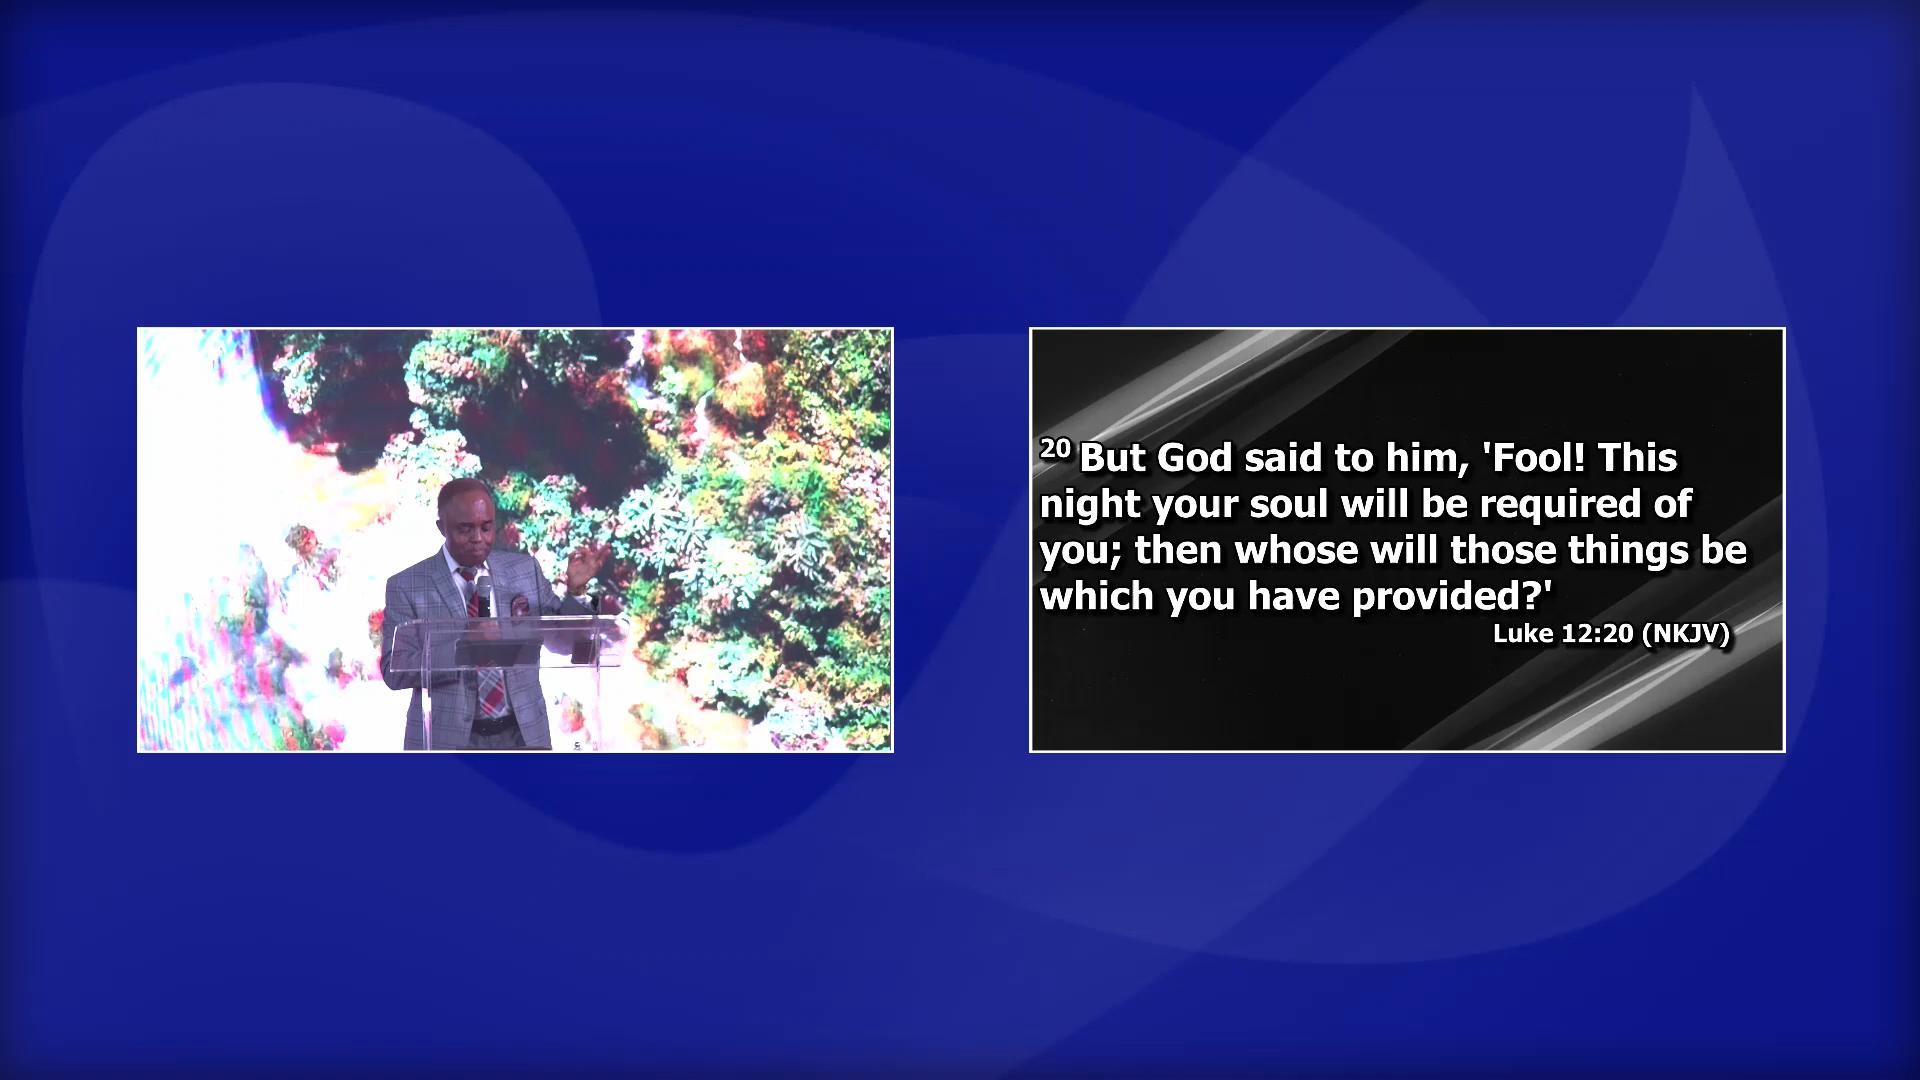 20 But God said to him, 'Fool! This
night your soul will be required of
you; then whose will those things be
which you have provided?'
Luke 12:20 (NKJV)